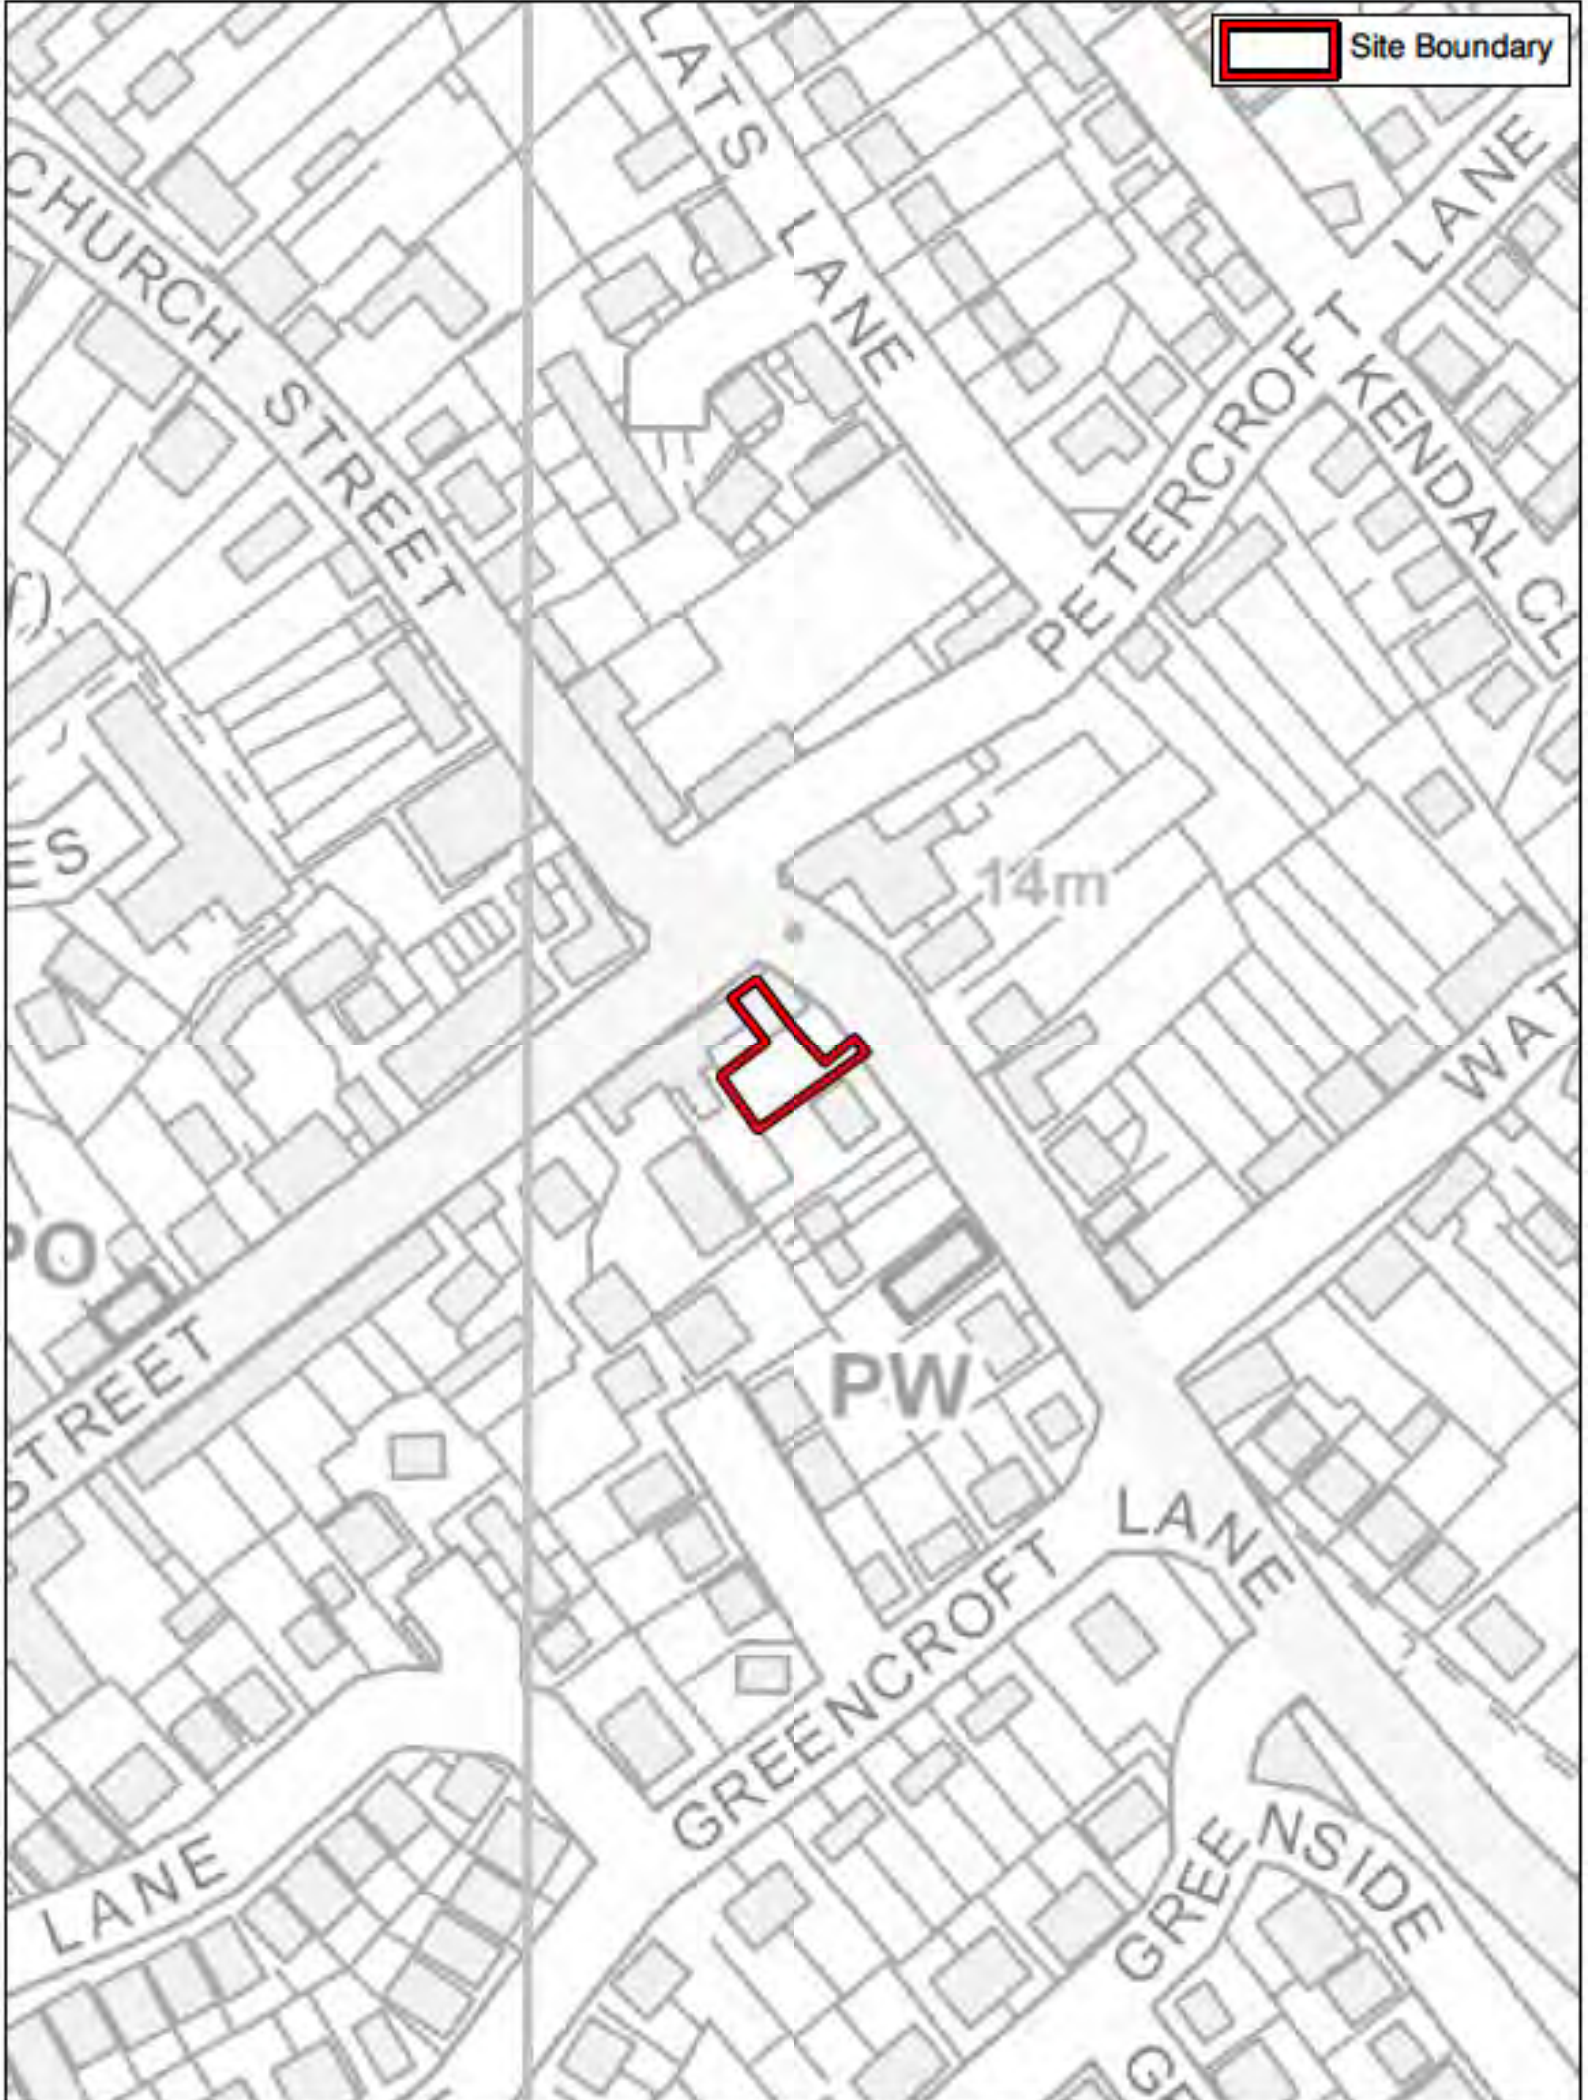 Site Boundary
LATS LANE
LANE
CHURCH STREET
PETERCROFT
KENDAL CL
ES
14m
WAT
PO
STREET
PW
LANE
GREENCROFT
LANE
GREENSIDE